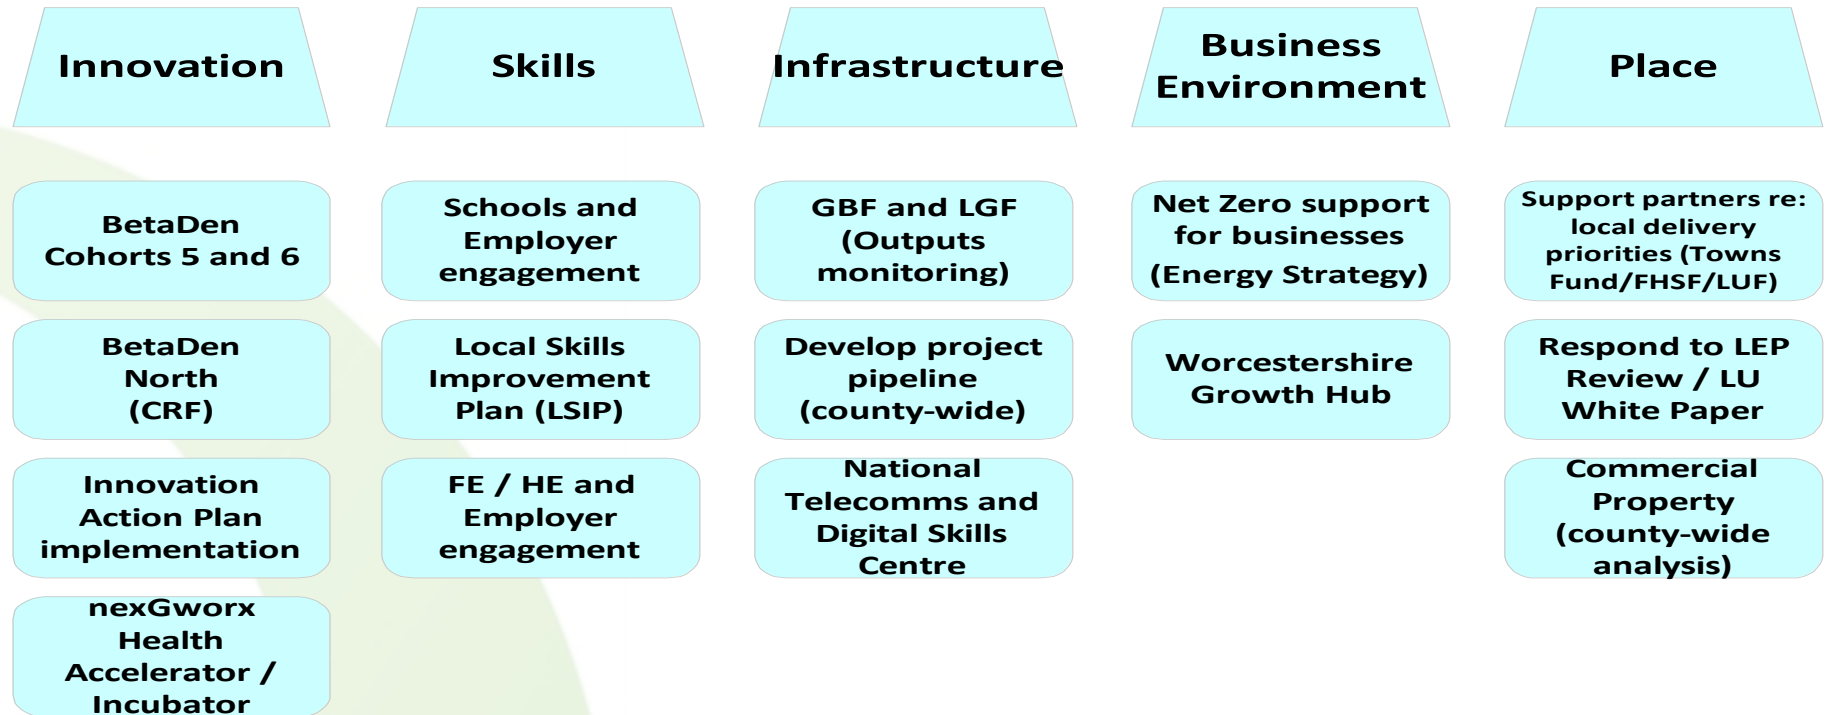 Innovation
Skills
Infrastructure
Business
Environment
Place
BetaDen
Cohorts 5 and 6
BetaDen
North
(CRF)
Innovation
Action Plan
implementation
nexGworx
Health
Accelerator /
Incubator
Schools and
Employer
engagement
Local Skills
Improvement
Plan (LSIP)
FE / HE and
Employer
engagement
GBF and LGF
(Outputs
monitoring)
Develop project
pipeline
(county-wide)
National
Telecomms and
Digital Skills
Centre
Net Zero support
for businesses
(Energy Strategy)
Worcestershire
Growth Hub
Support partners re:
local delivery
priorities (Towns
Fund/FHSF/LUF)
Respond to LEP
Review / LU
White Paper
Commercial
Property
(county-wide
analysis)